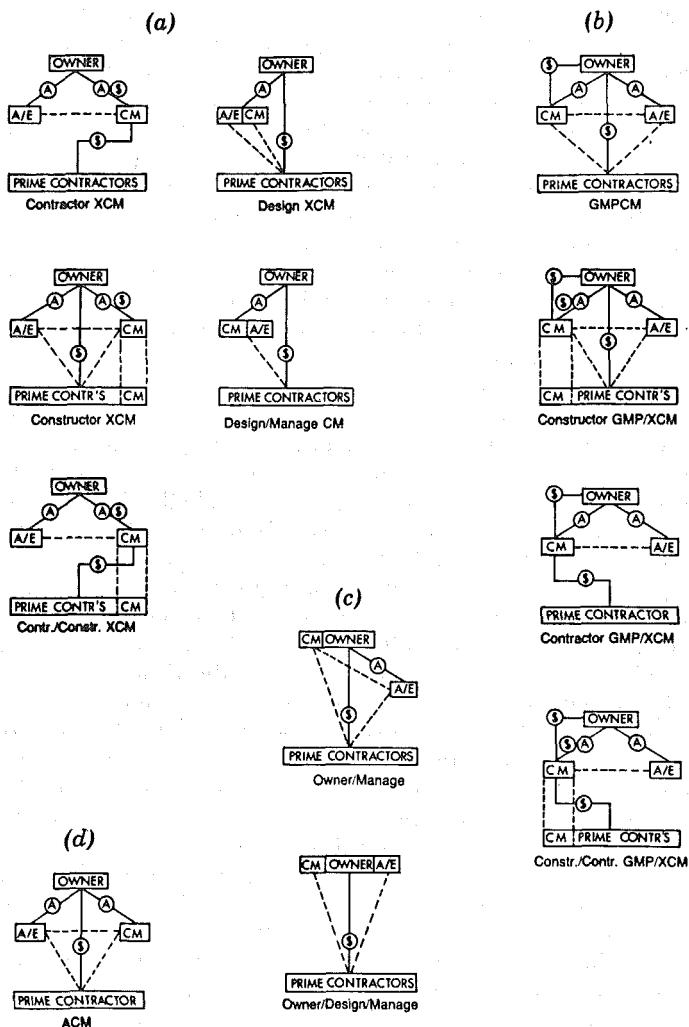 (a)
OWNER
A
A $
A/E
CM
$
PRIME CONTRACTORS
Contractor XCM
OWNER
A
A/E CM
$
PRIME CONTRACTORS
Design XCM
OWNER
A
A $
A/E
CM
$
PRIME CONTR'S CM
Constructor XCM
OWNER
A
CM A/E
$
PRIME CONTRACTORS
Design/Manage CM
OWNER
A
A $
A/E
CM
$
PRIME CONTR'S CM
Contr./Constr. XCM
(b)
$
OWNER
A
A
CM
A/E
$
PRIME CONTRACTORS
GMPCM
$
OWNER
$ A
A
CM
A/E
$
CM PRIME CONTR'S
Constructor GMP/XCM
$
OWNER
A
A
CM
A/E
$
PRIME CONTRACTOR
Contractor GMP/XCM
$
OWNER
$ A
A
CM
A/E
$
CM PRIME CONTR'S
Constr./Contr. GMP/XCM
(c)
CM OWNER
A
A/E
$
PRIME CONTRACTORS
Owner/Manage
CM OWNER A/E
$
PRIME CONTRACTORS
Owner/Design/Manage
(d)
OWNER
A
A
A/E
CM
$
PRIME CONTRACTOR
ACM